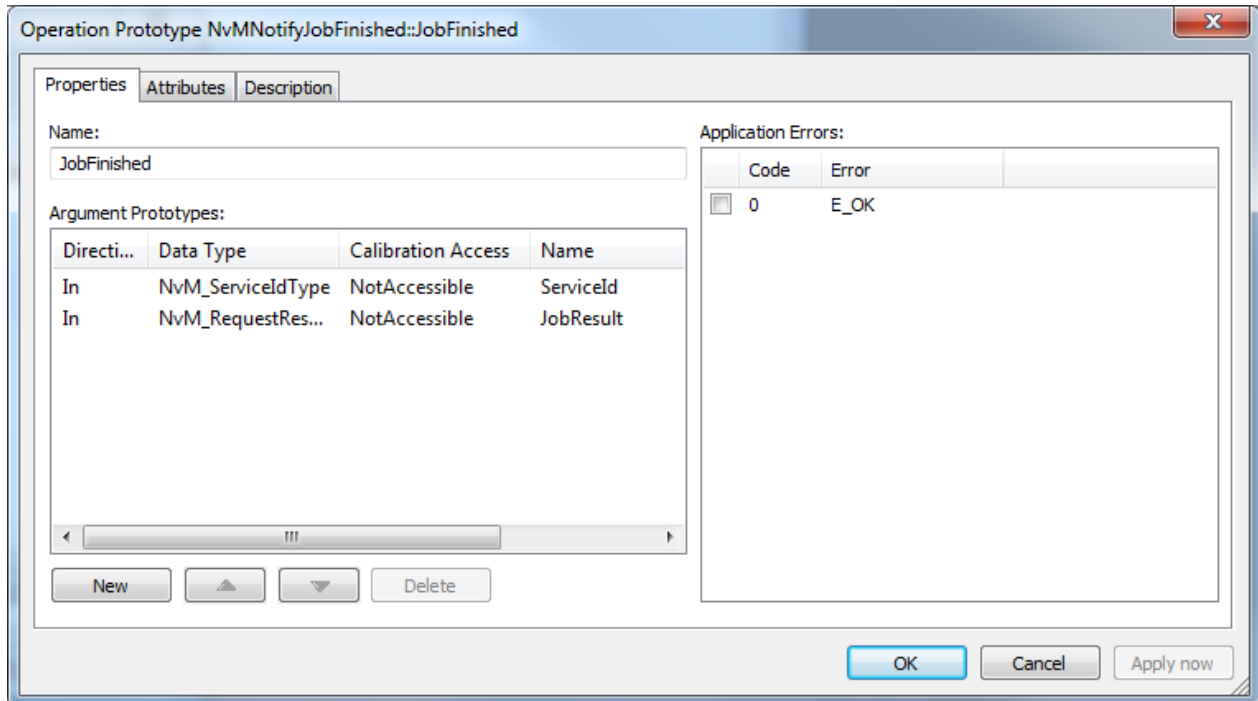 Operation Prototype NvMNotifyJobFinished::JobFinished
Properties Attributes Description
Name:
JobFinished
Argument Prototypes:
Directi... Data Type Calibration Access Name
In NvM_ServiceIdType NotAccessible ServiceId
In NvM_RequestRes... NotAccessible JobResult
New Delete
Application Errors:
Code Error
0 E_OK
OK Cancel Apply now